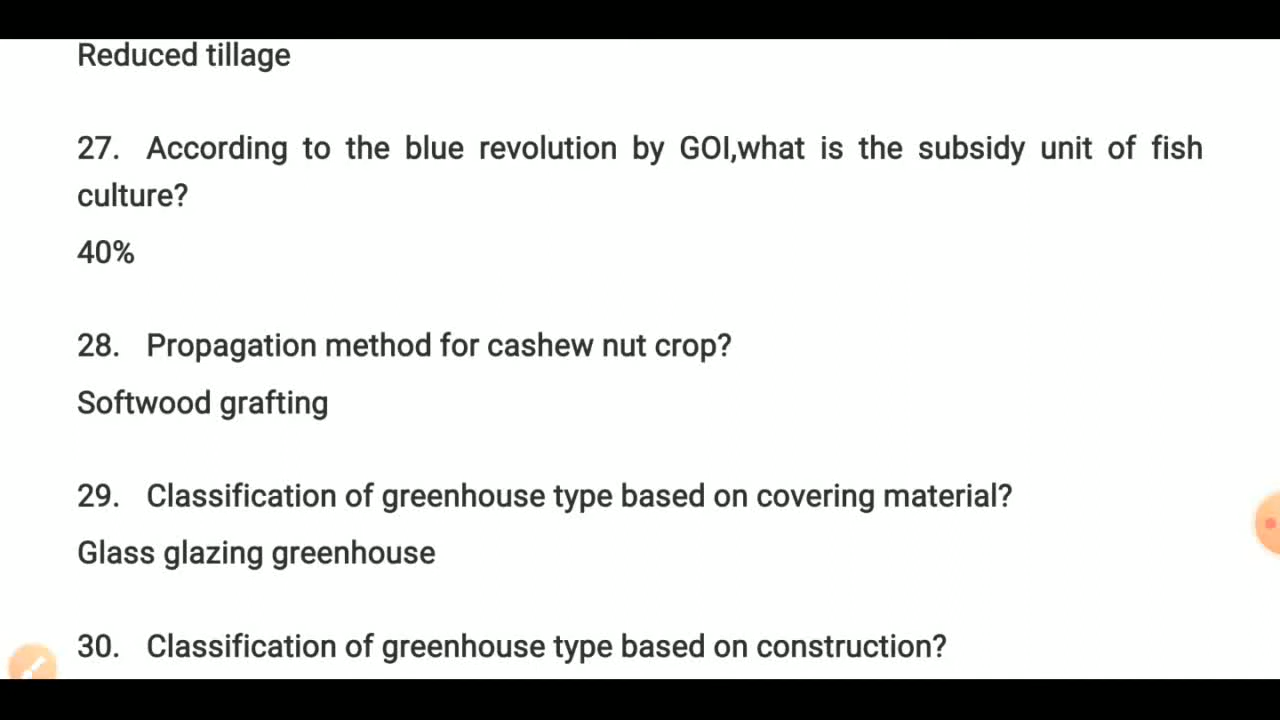 Reduced tillage
27. According to the blue revolution by GOI,what is the subsidy unit of fish
culture?
40%
28. Propagation method for cashew nut crop?
Softwood grafting
29. Classification of greenhouse type based on covering material?
Glass glazing greenhouse
30. Classification of greenhouse type based on construction?